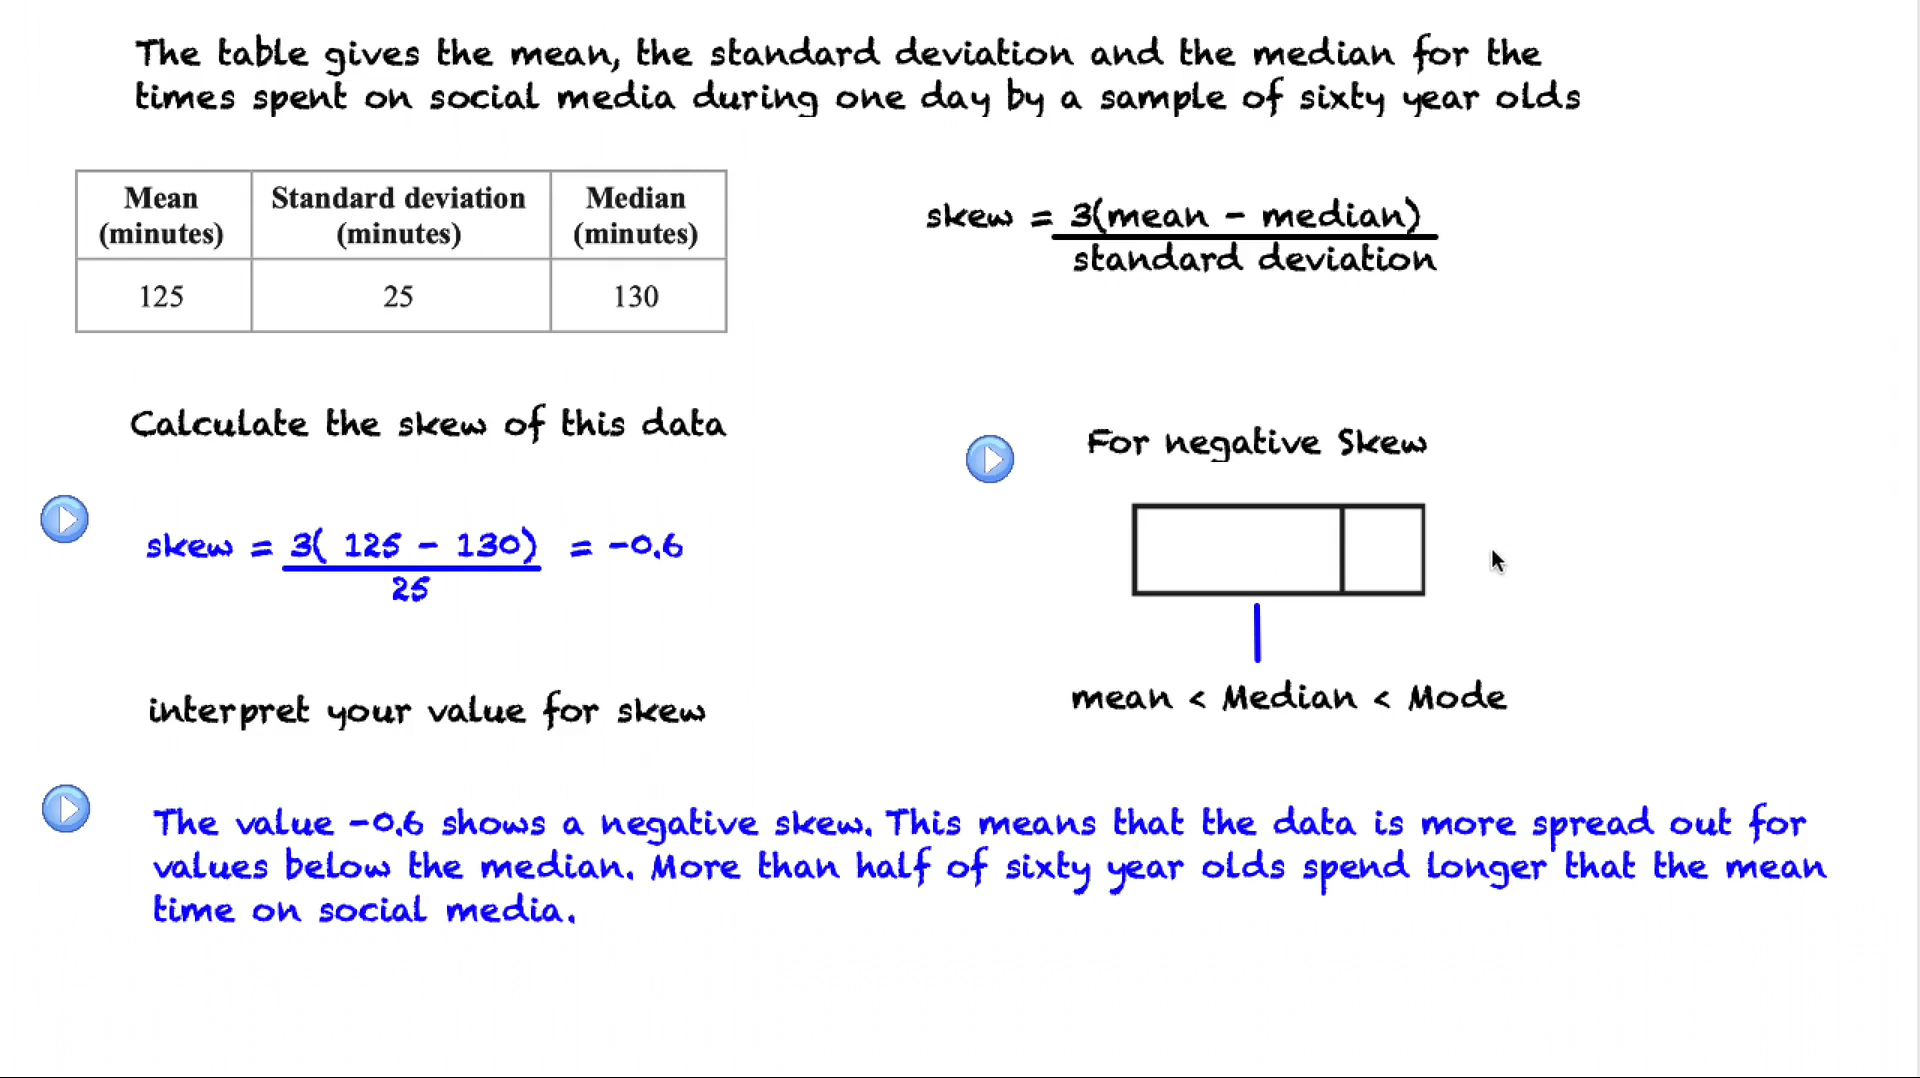 The table gives the mean, the standard deviation and the median for the
times spent on social media during one day by a sample of sixty year olds
Mean Standard deviation Median
(minutes) (minutes) (minutes)
125 25 130
skew = 3(mean - median)
standard deviation
Calculate the skew of this data
For negative Skew
skew = 3( 125 - 130) = -0.6
25
mean < Median < Mode
interpret your value for skew
The value -0.6 shows a negative skew. This means that the data is more spread out for
values below the median. More than half of sixty year olds spend longer that the mean
time on social media.